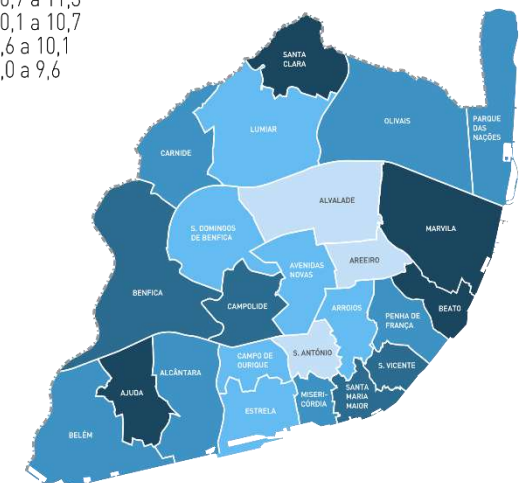 0,1 a 10,7
,6 a 10,1
,0 a 9,6
SANTA
CLARA
LUMIAR
OLIVAIS
PARQUE
DAS
NAÇÕES
CARNIDE
ALVALADE
S. DOMINGOS
DE BENFICA
MARVILA
AREEIRO
AVENIDAS
NOVAS
BENFICA
CAMPOLIDE
ARROIOS
PENHA DE
FRANÇA
BEATO
CAMPO DE
OURIQUE
S. ANTÓNIO
S. VICENTE
AJUDA
ALCÂNTARA
MISERI-
CÓRDIA
SANTA
MARIA
MAIOR
ESTRELA
BELÉM